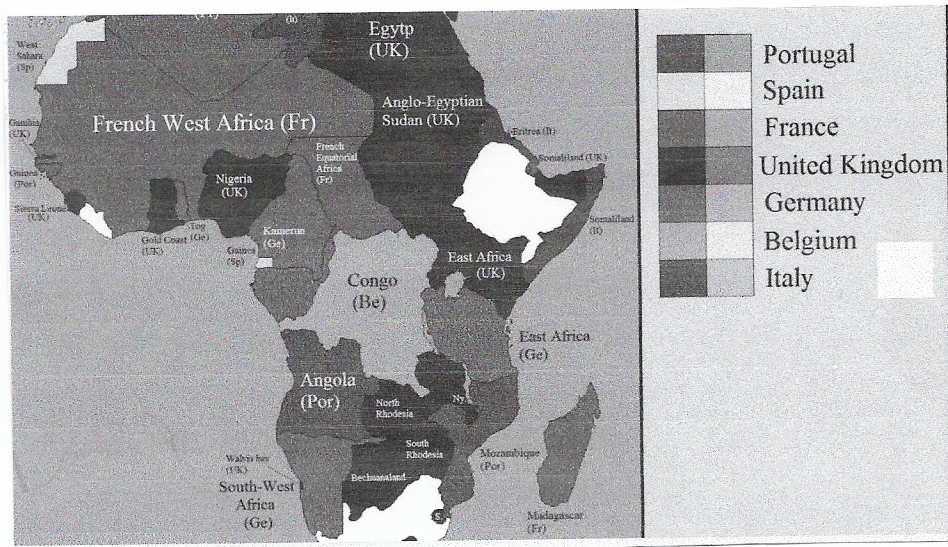 Egytp
(UK)
West
Sahara
(Sp)
Anglo-Egyptian
Sudan (UK)
French West Africa (Fr)
Gambia
(UK)
Eritrea (It)
French
Equatorial
Africa
(Fr)
Somaliland (UK)
Guinea
(Por)
Nigeria
(UK)
Sierra Leone
(UK)
Somaliland
(It)
Tog
(Ge)
Gold Coast
(UK)
Kamerun
(Ge)
Guinea
(Sp)
East Africa
(UK)
Congo
(Be)
East Africa
(Ge)
Angola
(Por)
North
Rhodesia
Ny.
South
Rhodesia
Mozambique
(Por)
Walvis bay
(UK)
Bechuanaland
South-West
Africa
(Ge)
S.
Madagascar
(Fr)
Portugal
Spain
France
United Kingdom
Germany
Belgium
Italy